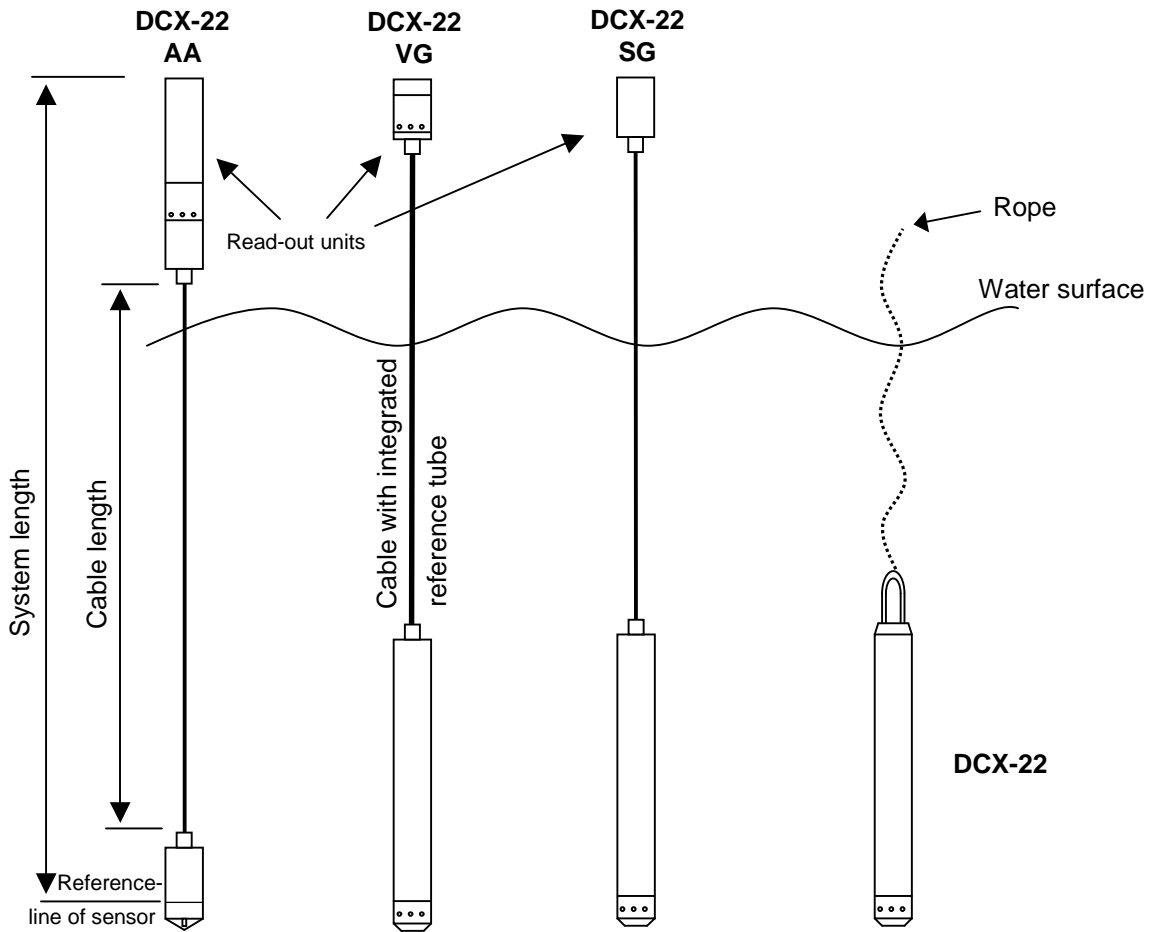 DCX-22
AA
DCX-22
VG
DCX-22
SG
Read-out units
Rope
Water surface
System length
Cable length
Cable with integrated
reference tube
DCX-22
Reference-
line of sensor